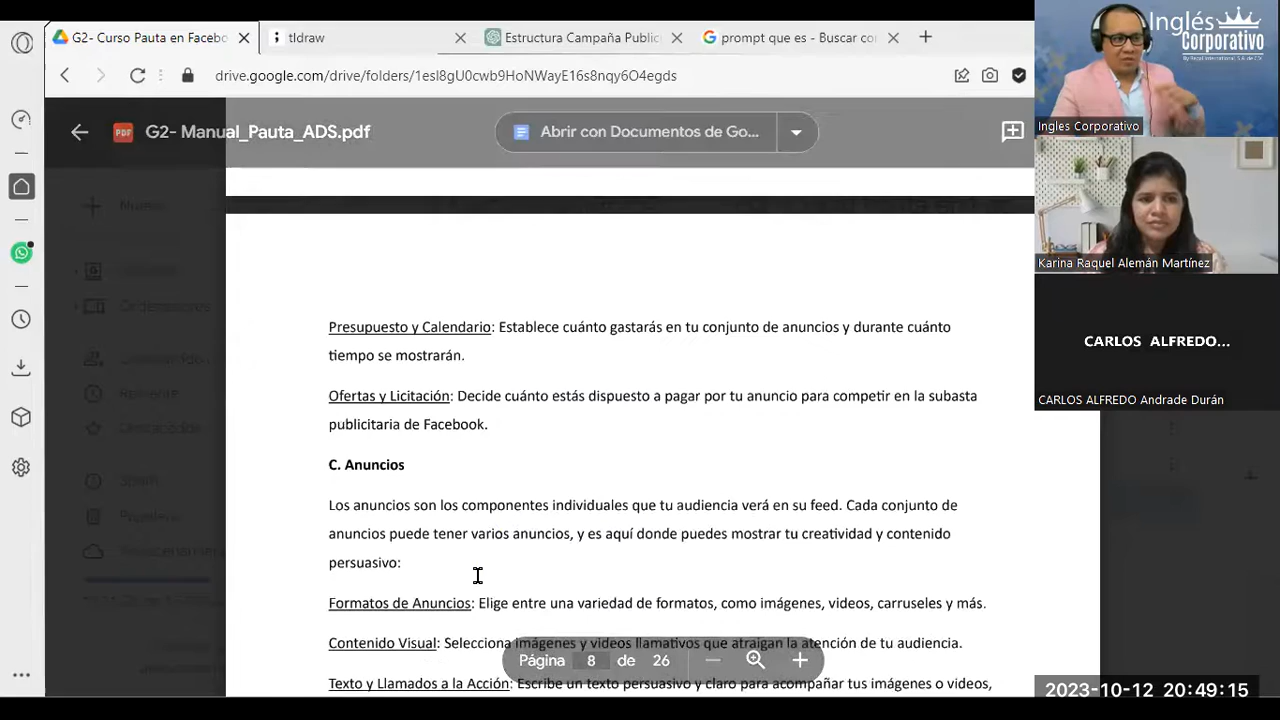 G2- Curso Pauta en Facebo
tldraw
Estructura Campaña Public
prompt que es - Buscar co
drive.google.com/drive/folders/1esl8gU0cwb9HoNWayE16s8nqy6O4egds
PDF
G2- Manual_Pauta_ADS.pdf
Abrir con Documentos de Go...
Inglés
Corporativo
Ingles Corporativo
Karina Raquel Alemán Martínez
CARLOS ALFREDO...
CARLOS ALFREDO Andrade Durán
Presupuesto y Calendario: Establece cuánto gastarás en tu conjunto de anuncios y durante cuánto
tiempo se mostrarán.
Ofertas y Licitación: Decide cuánto estás dispuesto a pagar por tu anuncio para competir en la subasta
publicitaria de Facebook.
C. Anuncios
Los anuncios son los componentes individuales que tu audiencia verá en su feed. Cada conjunto de
anuncios puede tener varios anuncios, y es aquí donde puedes mostrar tu creatividad y contenido
persuasivo:
Formatos de Anuncios: Elige entre una variedad de formatos, como imágenes, videos, carruseles y más.
Contenido Visual: Selecciona imágenes y videos llamativos que atraigan la atención de tu audiencia.
Página 8 de 26
Texto y Llamados a la Acción: Escribe un texto persuasivo y claro para acompañar tus imágenes o videos,
2023-10-12 20:49:15